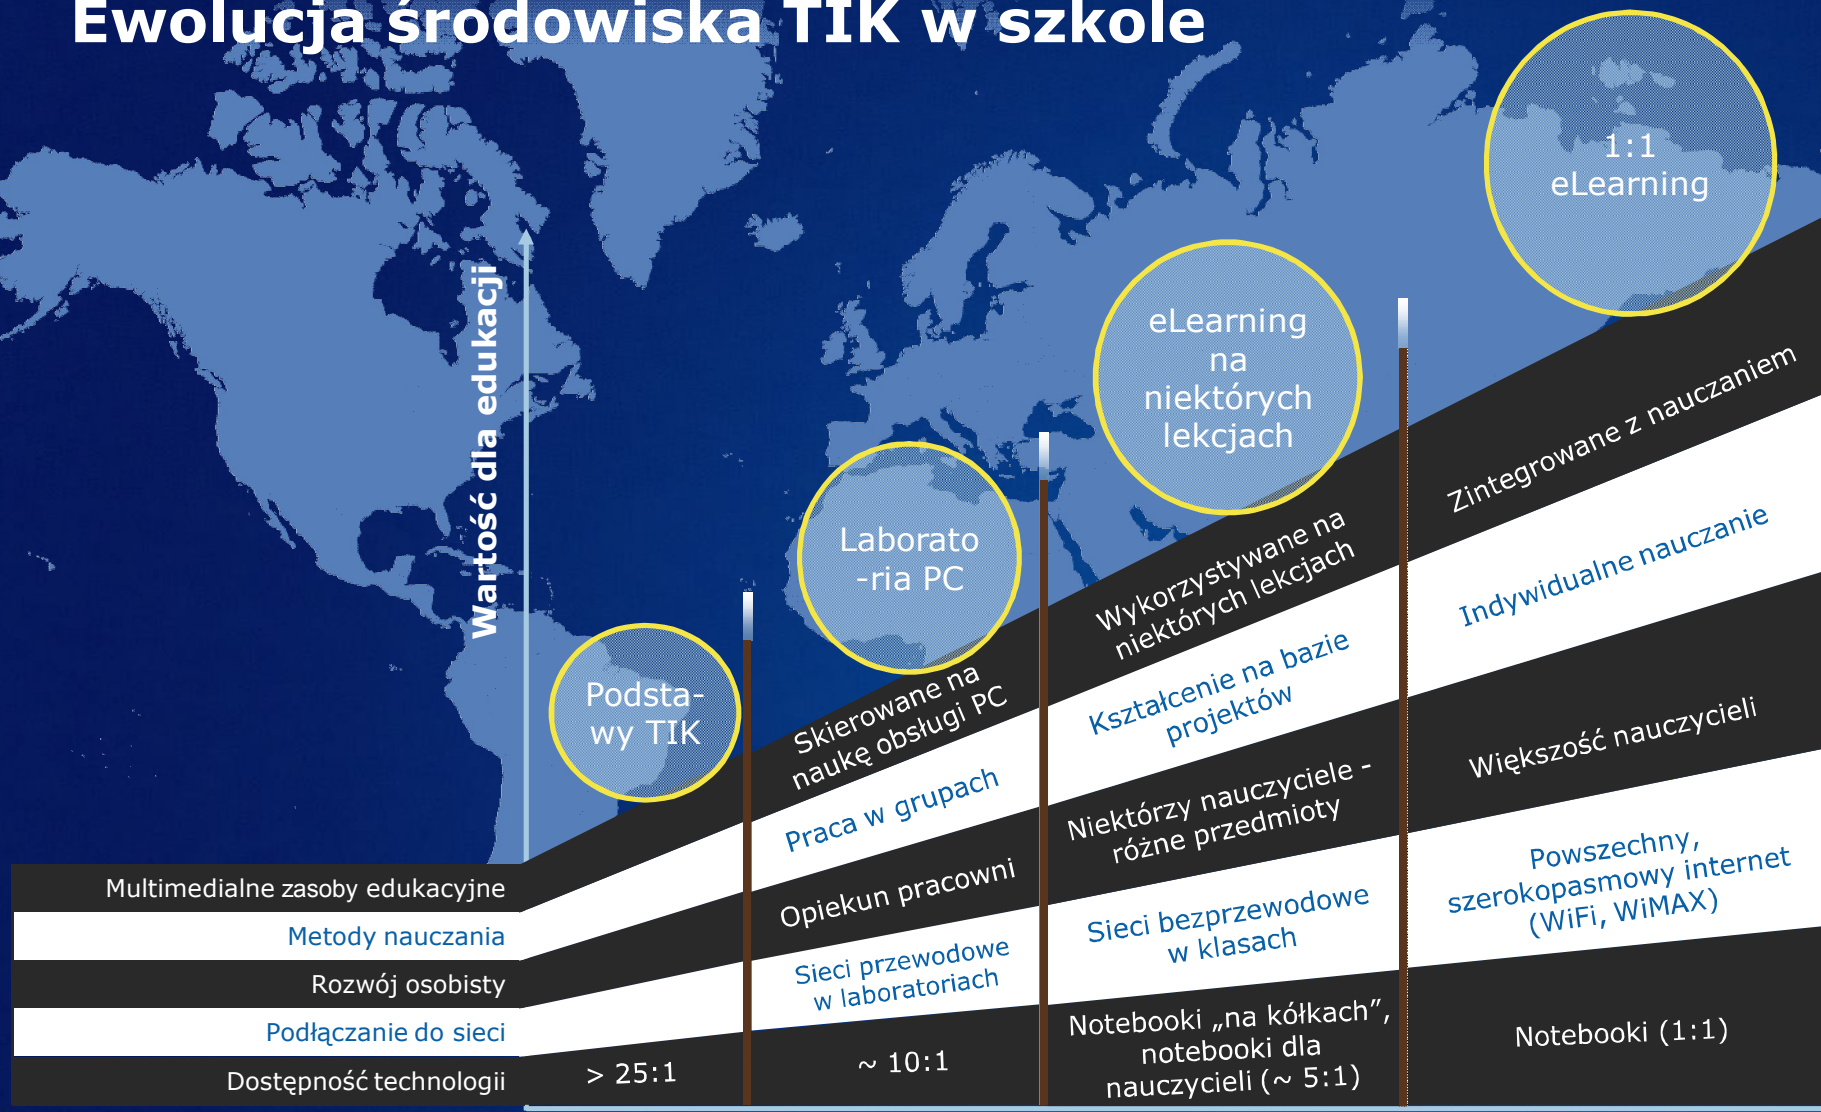 Ewolucja środowiska TIK w szkole
1:1
eLearning
eLearning
na
niektórych
lekcjach
Laborato
-ria PC
Podsta-
wy TIK
Wartość dla edukacji
Multimedialne zasoby edukacyjne
Skierowane na
naukę obsługi PC
Wykorzystywane na
niektórych lekcjach
Zintegrowane z nauczaniem
Metody nauczania
Praca w grupach
Kształcenie na bazie
projektów
Indywidualne nauczanie
Rozwój osobisty
Opiekun pracowni
Niektórzy nauczyciele -
różne przedmioty
Większość nauczycieli
Podłączanie do sieci
Sieci przewodowe
w laboratoriach
Sieci bezprzewodowe
w klasach
Powszechny,
szerokopasmowy internet
(WiFi, WiMAX)
Dostępność technologii
> 25:1
~ 10:1
Notebooki „na kółkach”,
notebooki dla
nauczycieli (~ 5:1)
Notebooki (1:1)